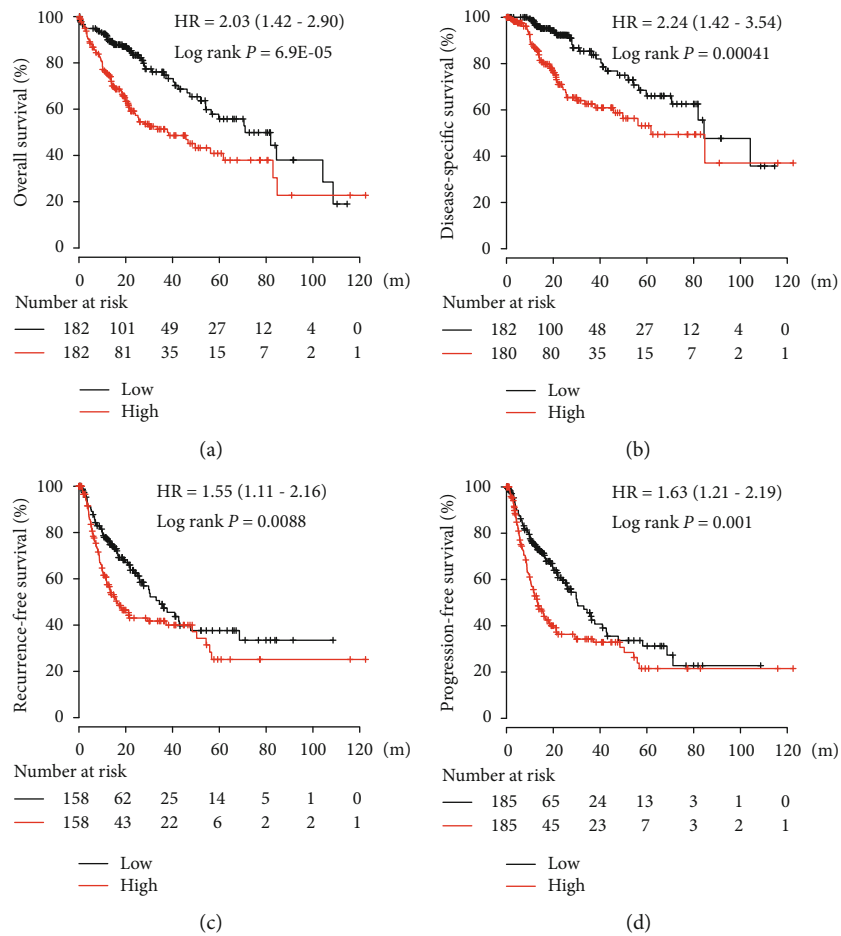 HR = 2.03 (1.42 - 2.90)
Log rank P = 6.9E-05
Overall survival (%)
100
80
60
40
20
0
0 20 40 60 80 100 120 (m)
Number at risk
182 101 49 27 12 4 0
182 81 35 15 7 2 1
Low
High
(a)
HR = 2.24 (1.42 - 3.54)
Log rank P = 0.00041
Disease-specific survival (%)
100
80
60
40
20
0
0 20 40 60 80 100 120 (m)
Number at risk
182 100 48 27 12 4 0
180 80 35 15 7 2 1
Low
High
(b)
HR = 1.55 (1.11 - 2.16)
Log rank P = 0.0088
Recurrence-free survival (%)
100
80
60
40
20
0
0 20 40 60 80 100 120 (m)
Number at risk
158 62 25 14 5 1 0
158 43 22 6 2 2 1
Low
High
(c)
HR = 1.63 (1.21 - 2.19)
Log rank P = 0.001
Progression-free survival (%)
100
80
60
40
20
0
0 20 40 60 80 100 120 (m)
Number at risk
185 65 24 13 3 1 0
185 45 23 7 3 2 1
Low
High
(d)